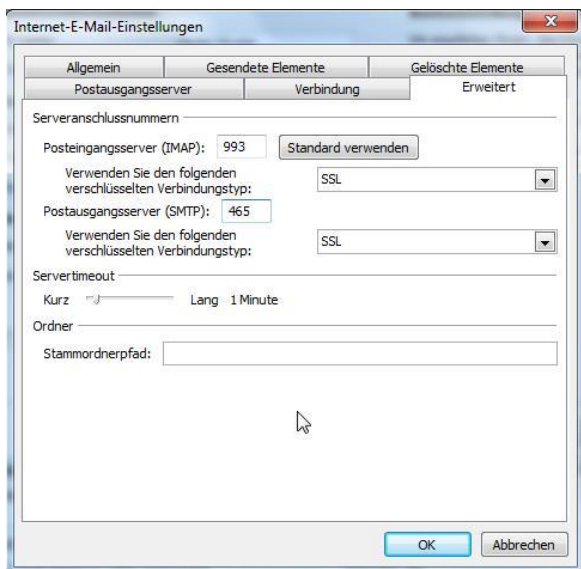 Internet-E-Mail-Einstellungen
Allgemein Gesendete Elemente Gelöschte Elemente
Postausgangsserver Verbindung Erweitert
Serveranschlussnummern
Posteingangsserver (IMAP): 993 Standard verwenden
Verwenden Sie den folgenden
verschlüsselten Verbindungstyp: SSL
Postausgangsserver (SMTP): 465
Verwenden Sie den folgenden
verschlüsselten Verbindungstyp: SSL
Servertimeout
Kurz Lang 1 Minute
Ordner
Stammordnerpfad:
OK Abbrechen